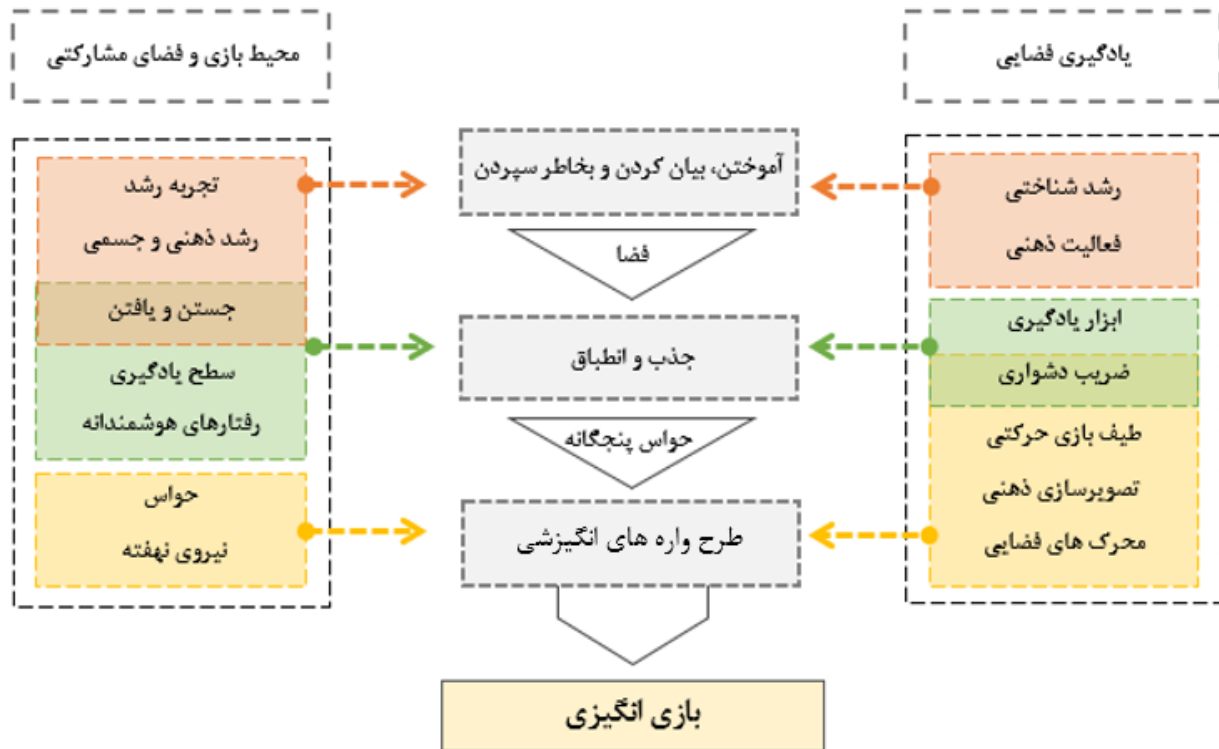 یادگیری فضایی
رشد شناختی
فعالیت ذهنی
ابزار یادگیری
ضریب دشواری
طیف بازی حرکتی
تصویرسازی ذهنی
محرک های فضایی
آموختن، بیان کردن و بخاطر سپردن
فضا
جذب و انطباق
حواس پنجگانه
طرح واره های انگیزشی
بازی انگیزی
محیط بازی و فضای مشارکتی
تجربه رشد
رشد ذهنی و جسمی
جستن و یافتن
سطح یادگیری
رفتارهای هوشمندانه
حواس
نیروی نهفته